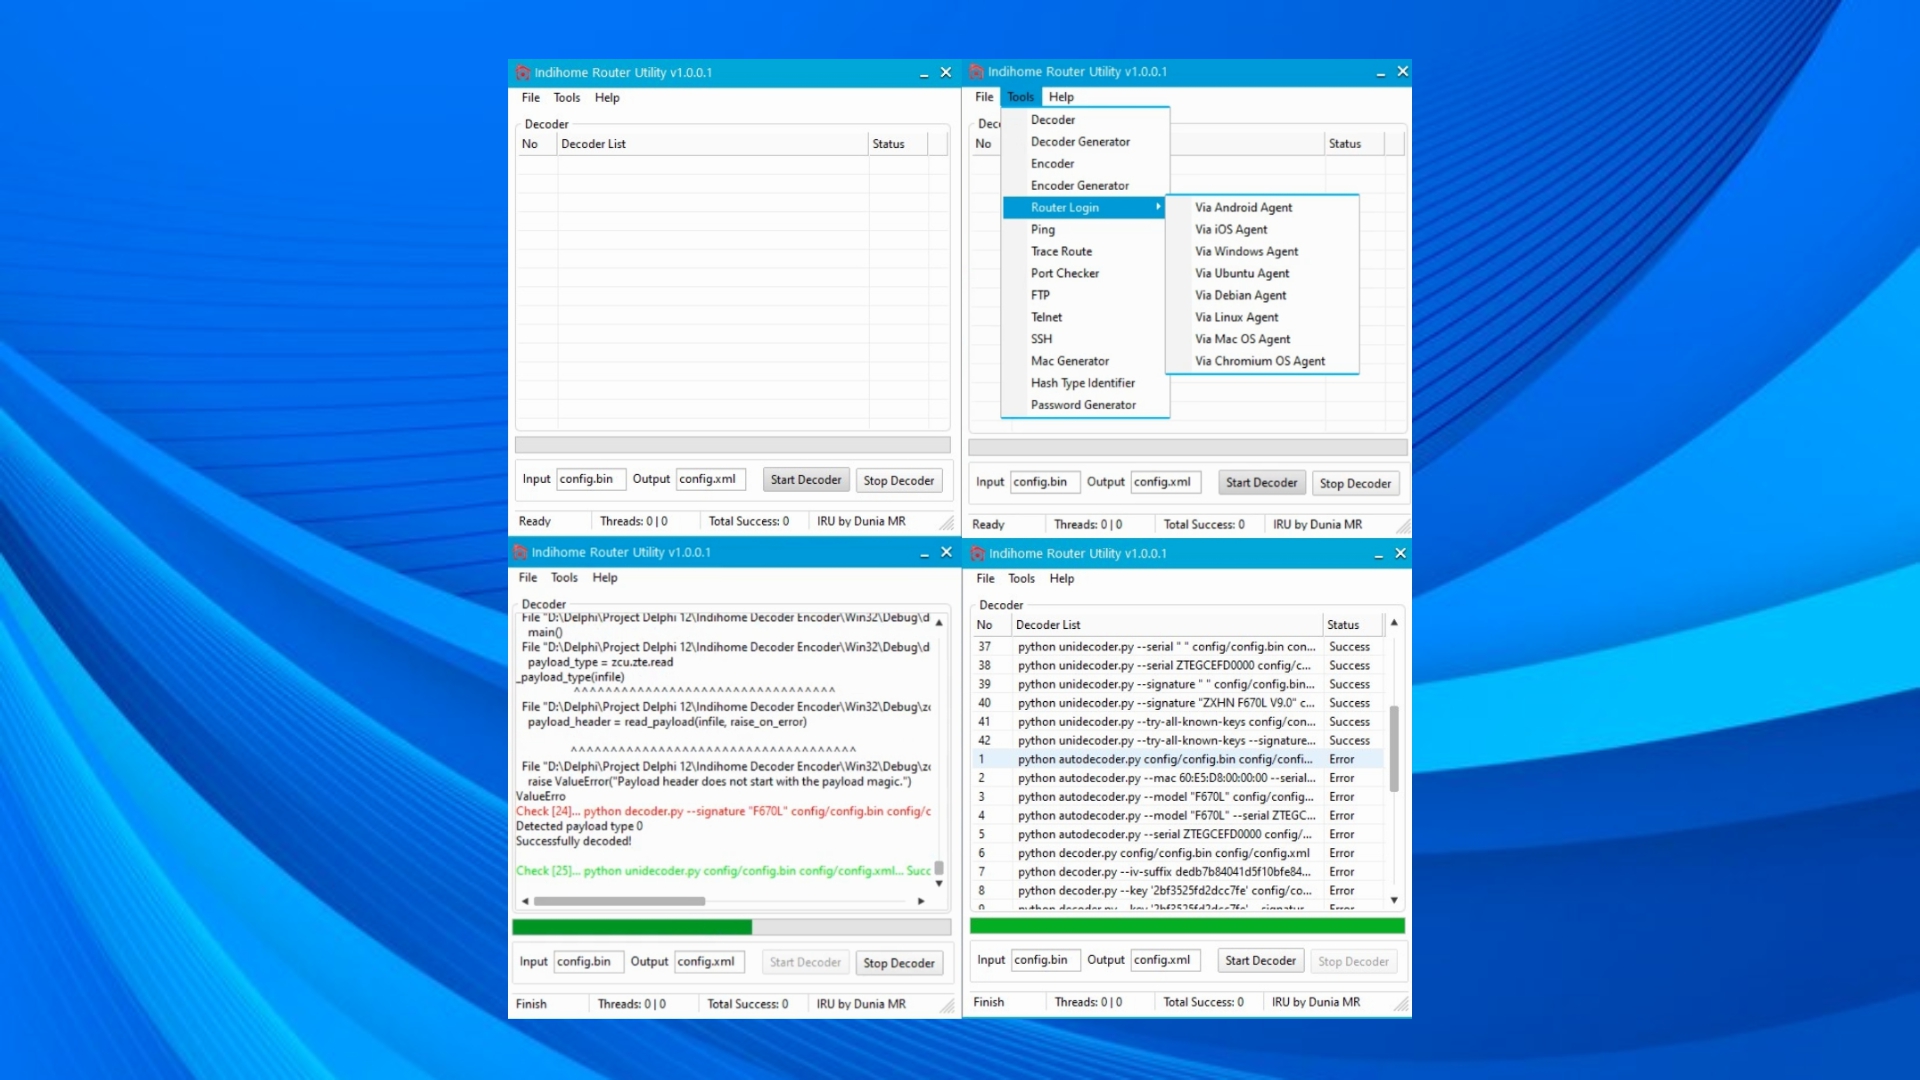 Indihome Router Utility v1.0.0.1
File Tools Help
Decoder
No Decoder List Status
Input config.bin Output config.xml Start Decoder Stop Decoder
Ready Threads: 0|0 Total Success: 0 IRU by Dunia MR
Indihome Router Utility v1.0.0.1
File Tools Help
No Status
Decoder
Decoder Generator
Encoder
Encoder Generator
Router Login
Ping
Trace Route
Port Checker
FTP
Telnet
SSH
Mac Generator
Hash Type Identifier
Password Generator
Via Android Agent
Via iOS Agent
Via Windows Agent
Via Ubuntu Agent
Via Debian Agent
Via Linux Agent
Via Mac OS Agent
Via Chromium OS Agent
Input config.bin Output config.xml Start Decoder Stop Decoder
Ready Threads: 0|0 Total Success: 0 IRU by Dunia MR
Indihome Router Utility v1.0.0.1
File Tools Help
Decoder
File "D:\Delphi\Project Delphi 12\Indihome Decoder Encoder\Win32\Debug\d
main()
File "D:\Delphi\Project Delphi 12\Indihome Decoder Encoder\Win32\Debug\d
payload_type = zcu.zte.read
_payload_type(infile)
^^^^^^^^^^^^^^^^^^^^^^^^^^^^^^^^^
File "D:\Delphi\Project Delphi 12\Indihome Decoder Encoder\Win32\Debug\zc
payload_header = read_payload(infile, raise_on_error)
^^^^^^^^^^^^^^^^^^^^^^^^^^^^^^^^^^^^
File "D:\Delphi\Project Delphi 12\Indihome Decoder Encoder\Win32\Debug\zc
raise ValueError("Payload header does not start with the payload magic.")
ValueErro
Check [24]... python decoder.py --signature "F670L" config/config.bin config/c
Detected payload type 0
Successfully decoded!
Check [25]... python unidecoder.py config/config.bin config/config.xml... Succ
Input config.bin Output config.xml Start Decoder Stop Decoder
Finish Threads: 0|0 Total Success: 0 IRU by Dunia MR
Indihome Router Utility v1.0.0.1
File Tools Help
Decoder
No Decoder List Status
37 python unidecoder.py --serial " " config/config.bin con... Success
38 python unidecoder.py --serial ZTEGCEFD0000 config/c... Success
39 python unidecoder.py --signature " " config/config.bin... Success
40 python unidecoder.py --signature "ZXHN F670L V9.0" c... Success
41 python unidecoder.py --try-all-known-keys config/con... Success
42 python unidecoder.py --try-all-known-keys --signature... Success
1 python autodecoder.py config/config.bin config/confi... Error
2 python autodecoder.py --mac 60:E5:D8:00:00:00 --serial... Error
3 python autodecoder.py --model "F670L" config/config... Error
4 python autodecoder.py --model "F670L" --serial ZTEGC... Error
5 python autodecoder.py --serial ZTEGCEFD0000 config/... Error
6 python decoder.py config/config.bin config/config.xml Error
7 python decoder.py --iv-suffix dedb7b84041d5f10bfe84... Error
8 python decoder.py --key '2bf3525fd2dcc7fe' config/co... Error
Input config.bin Output config.xml Start Decoder Stop Decoder
Finish Threads: 0|0 Total Success: 0 IRU by Dunia MR